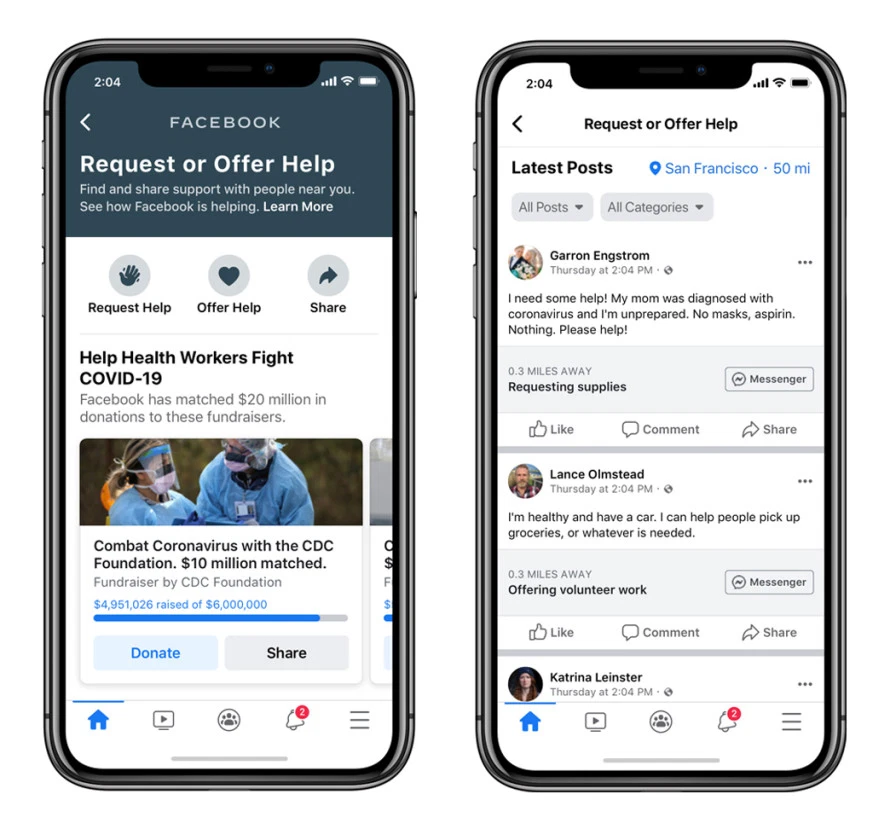 2:04
FACEBOOK
Request or Offer Help
Find and share support with people near you.
See how Facebook is helping. Learn More
Request Help
Offer Help
Share
Help Health Workers Fight
COVID-19
Facebook has matched $20 million in
donations to these fundraisers.
Combat Coronavirus with the CDC
Foundation. $10 million matched.
Fundraiser by CDC Foundation
$4,951,026 raised of $6,000,000
Donate
Share
2
2:04
Request or Offer Help
Latest Posts
San Francisco · 50 mi
All Posts
All Categories
Garron Engstrom
Thursday at 2:04 PM ·
I need some help! My mom was diagnosed with
coronavirus and I'm unprepared. No masks, aspirin.
Nothing. Please help!
0.3 MILES AWAY
Requesting supplies
Messenger
Like
Comment
Share
Lance Olmstead
Thursday at 2:04 PM ·
I'm healthy and have a car. I can help people pick up
groceries, or whatever is needed.
0.3 MILES AWAY
Offering volunteer work
Messenger
Like
Comment
Share
Katrina Leinster
Thursday at 2:04 PM ·
2